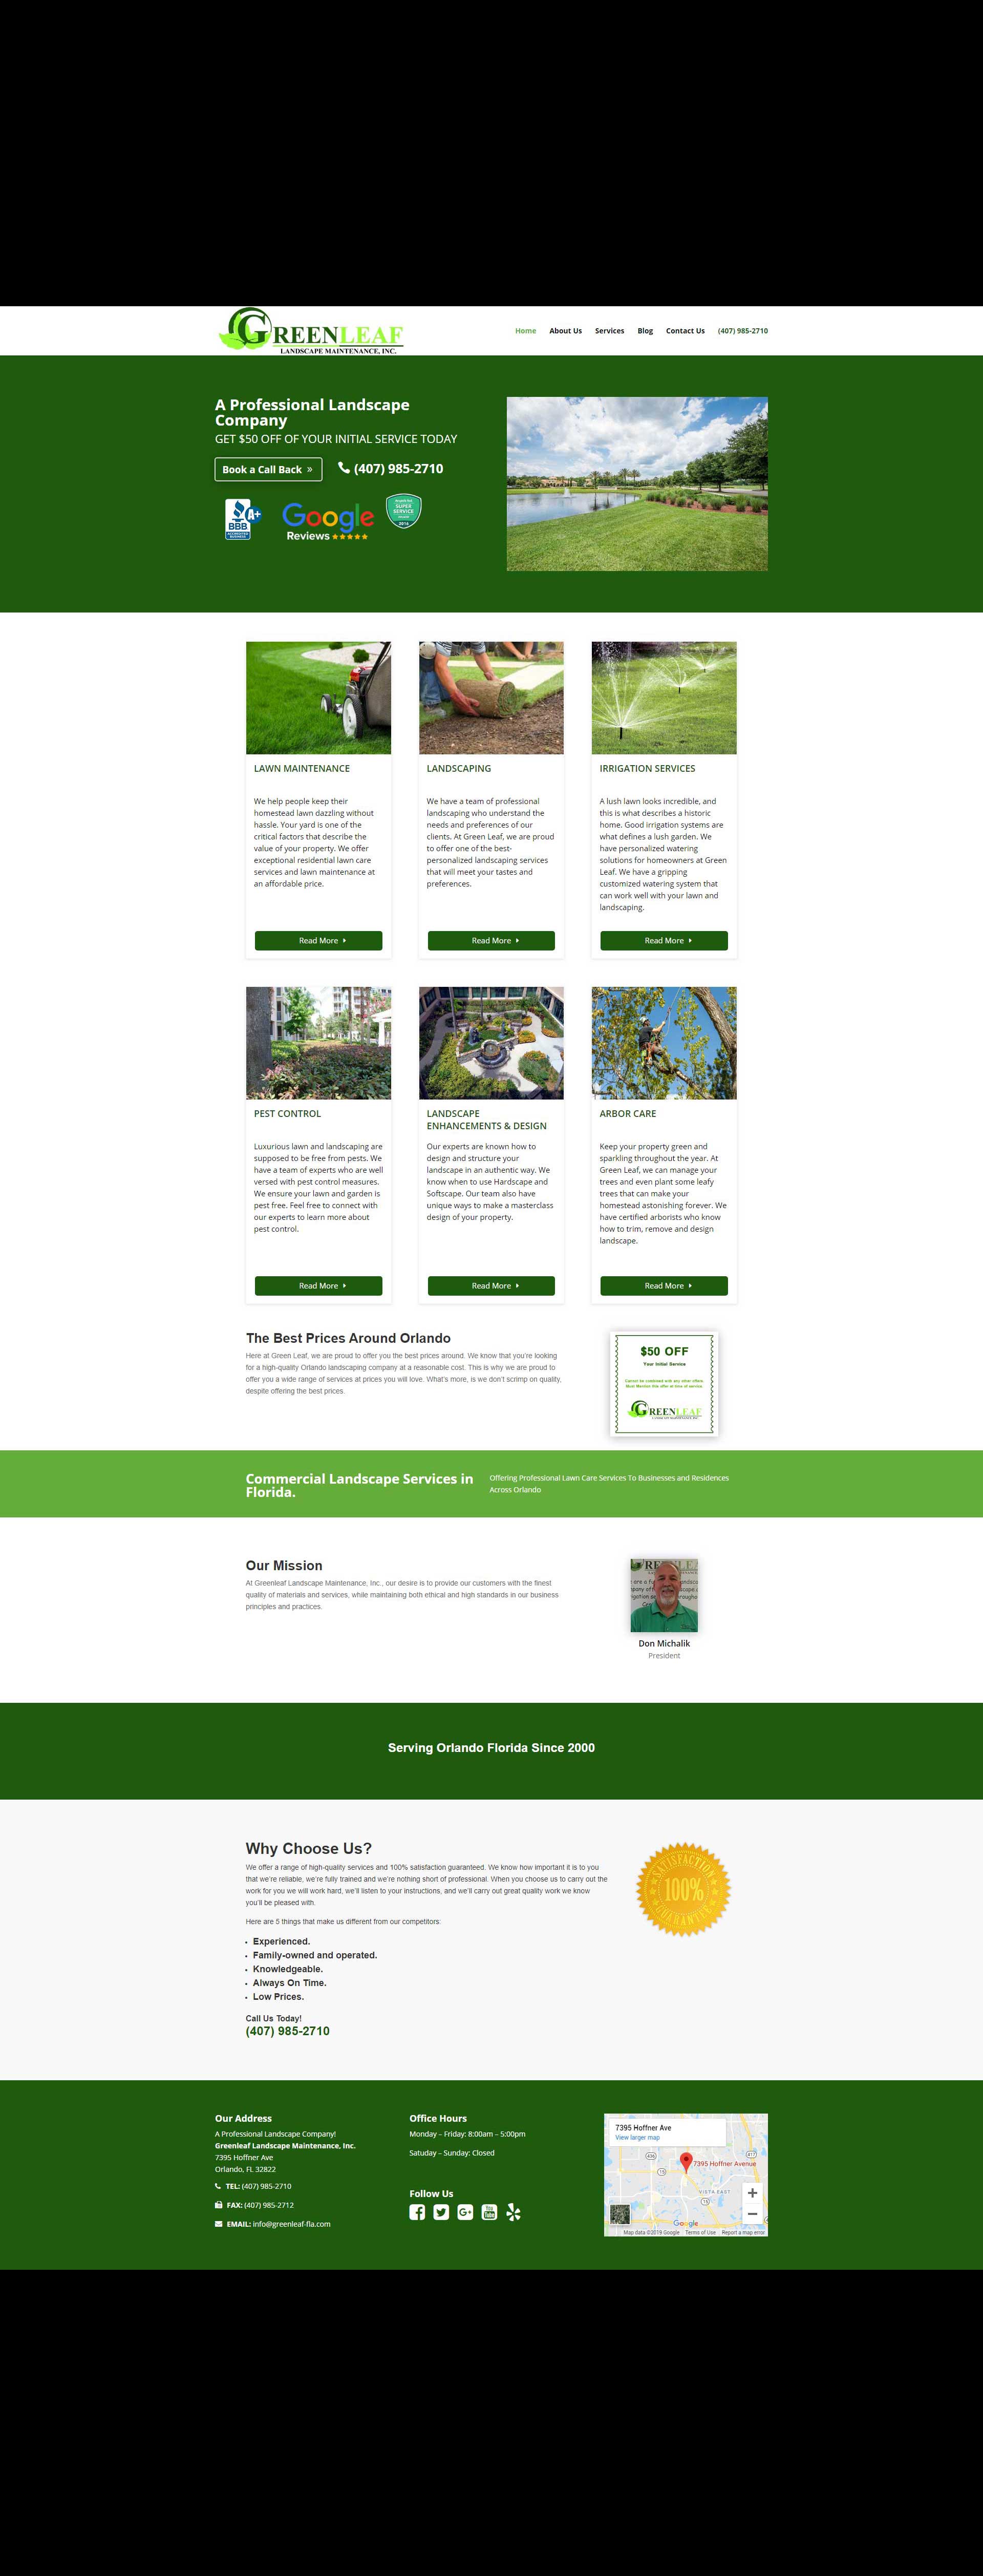 GREENLEAF
LANDSCAPE MAINTENANCE, INC.
Home About Us Services Blog Contact Us (407) 985-2710
A Professional Landscape
Company
GET $50 OFF OF YOUR INITIAL SERVICE TODAY
Book a Call Back »
(407) 985-2710
BBB
A+
ACCREDITED
BUSINESS
Google
Reviews
SUPER
SERVICE
2016
LAWN MAINTENANCE
We help people keep their
homestead lawn dazzling without
hassle. Your yard is one of the
critical factors that describe the
value of your property. We offer
exceptional residential lawn care
services and lawn maintenance at
an affordable price.
Read More
LANDSCAPING
We have a team of professional
landscaping who understand the
needs and preferences of our
clients. At Green Leaf, we are proud
to offer one of the best-
personalized landscaping services
that will meet your tastes and
preferences.
Read More
IRRIGATION SERVICES
A lush lawn looks incredible, and
this is what describes a historic
home. Good irrigation systems are
what defines a lush garden. We
have personalized watering
solutions for homeowners at Green
Leaf. We have a gripping
customized watering system that
can work well with your lawn and
landscaping.
Read More
PEST CONTROL
Luxurious lawn and landscaping are
supposed to be free from pests. We
have a team of experts who are well
versed with pest control measures.
We ensure your lawn and garden is
pest free. Feel free to connect with
our experts to learn more about
pest control.
Read More
LANDSCAPE
ENHANCEMENTS & DESIGN
Our experts are known how to
design and structure your
landscape in an authentic way. We
know when to use Hardscape and
Softscape. Our team also have
unique ways to make a masterclass
design of your property.
Read More
ARBOR CARE
Keep your property green and
sparkling throughout the year. At
Green Leaf, we can manage your
trees and even plant some leafy
trees that can make your
homestead astonishing forever. We
have certified arborists who know
how to trim, remove and design
landscape.
Read More
The Best Prices Around Orlando
Here at Green Leaf, we are proud to offer you the best prices around. We know that you're looking
for a high-quality Orlando landscaping company at a reasonable cost. This is why we are proud to
offer you a wide range of services at prices you will love. What's more, is we don't scrimp on quality,
despite offering the best prices.
$50 OFF
Your Initial Service
Cannot be combined with any other offers
Must Mention this offer at time of service.
GREENLEAF
LANDSCAPE MAINTENANCE, INC.
Commercial Landscape Services in
Florida.
Offering Professional Lawn Care Services To Businesses and Residences
Across Orlando
Our Mission
At Greenleaf Landscape Maintenance, Inc., our desire is to provide our customers with the finest
quality of materials and services, while maintaining both ethical and high standards in our business
principles and practices.
Don Michalik
President
Serving Orlando Florida Since 2000
Why Choose Us?
We offer a range of high-quality services and 100% satisfaction guaranteed. We know how important it is to you
that we're reliable, we're fully trained and we're nothing short of professional. When you choose us to carry out the
work for you we will work hard, we'll listen to your instructions, and we'll carry out great quality work we know
you'll be pleased with.
Here are 5 things that make us different from our competitors:
Experienced.
Family-owned and operated.
Knowledgeable.
Always On Time.
Low Prices.
Call Us Today!
(407) 985-2710
SATISFACTION
100%
GUARANTEE
Our Address
A Professional Landscape Company!
Greenleaf Landscape Maintenance, Inc.
7395 Hoffner Ave
Orlando, FL 32822
TEL: (407) 985-2710
FAX: (407) 985-2712
EMAIL: info@greenleaf-fla.com
Office Hours
Monday – Friday: 8:00am – 5:00pm
Satuday – Sunday: Closed
Follow Us
You
Tube
7395 Hoffner Ave
View larger map
436
15
417
7395 Hoffner Avenue
VISTA EAST
15
Google
Map data ©2019 Google Terms of Use Report a map error